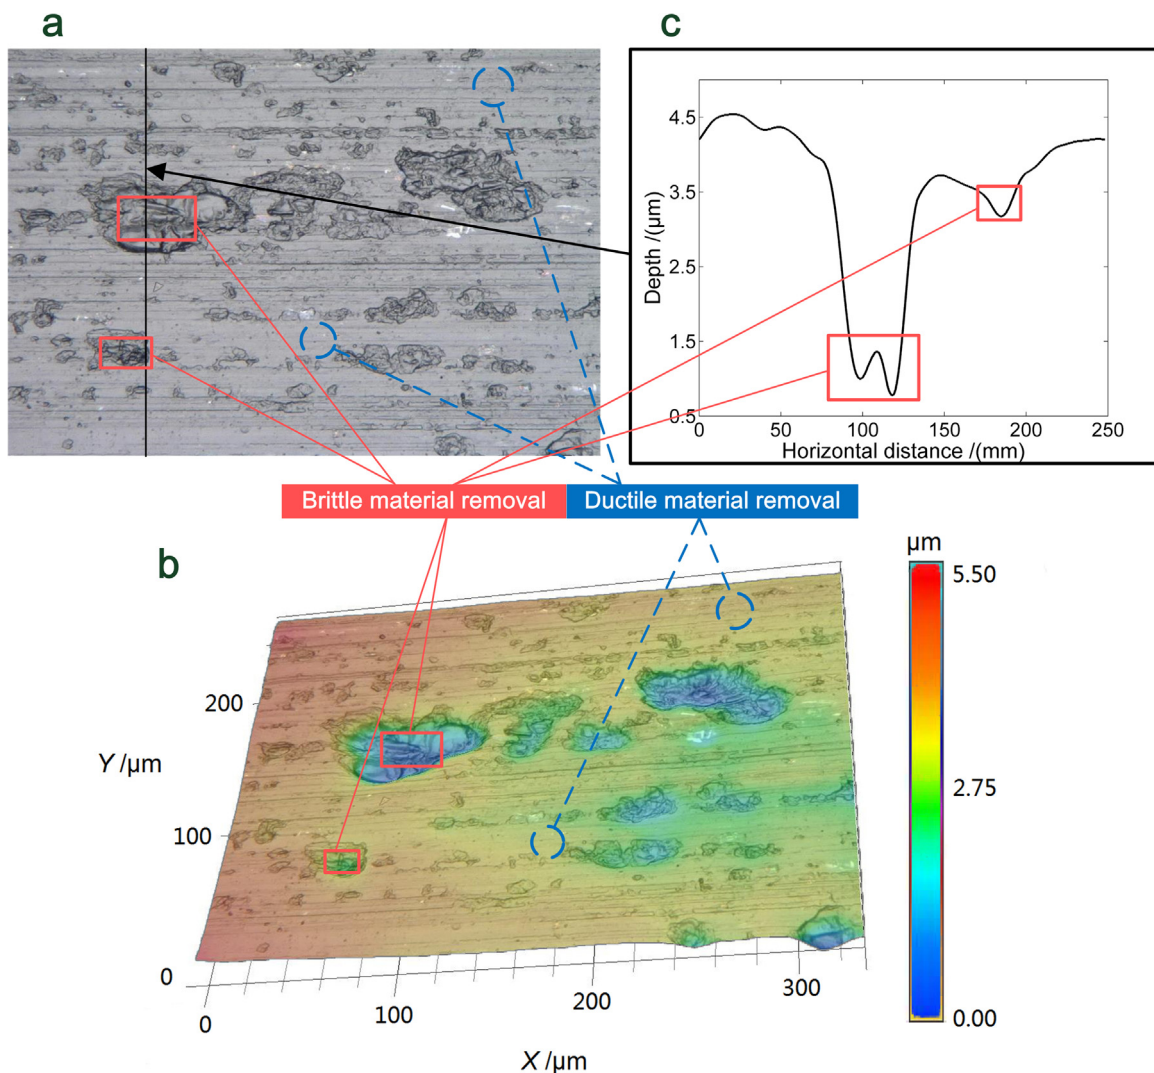 a
c
4.5
3.5
2.5
1.5
0.5
Depth /(μm)
0
50
100
150
200
250
Horizontal distance /(mm)
Brittle material removal
Ductile material removal
b
μm
5.50
2.75
0.00
200
100
0
Y /μm
0
100
200
300
X /μm